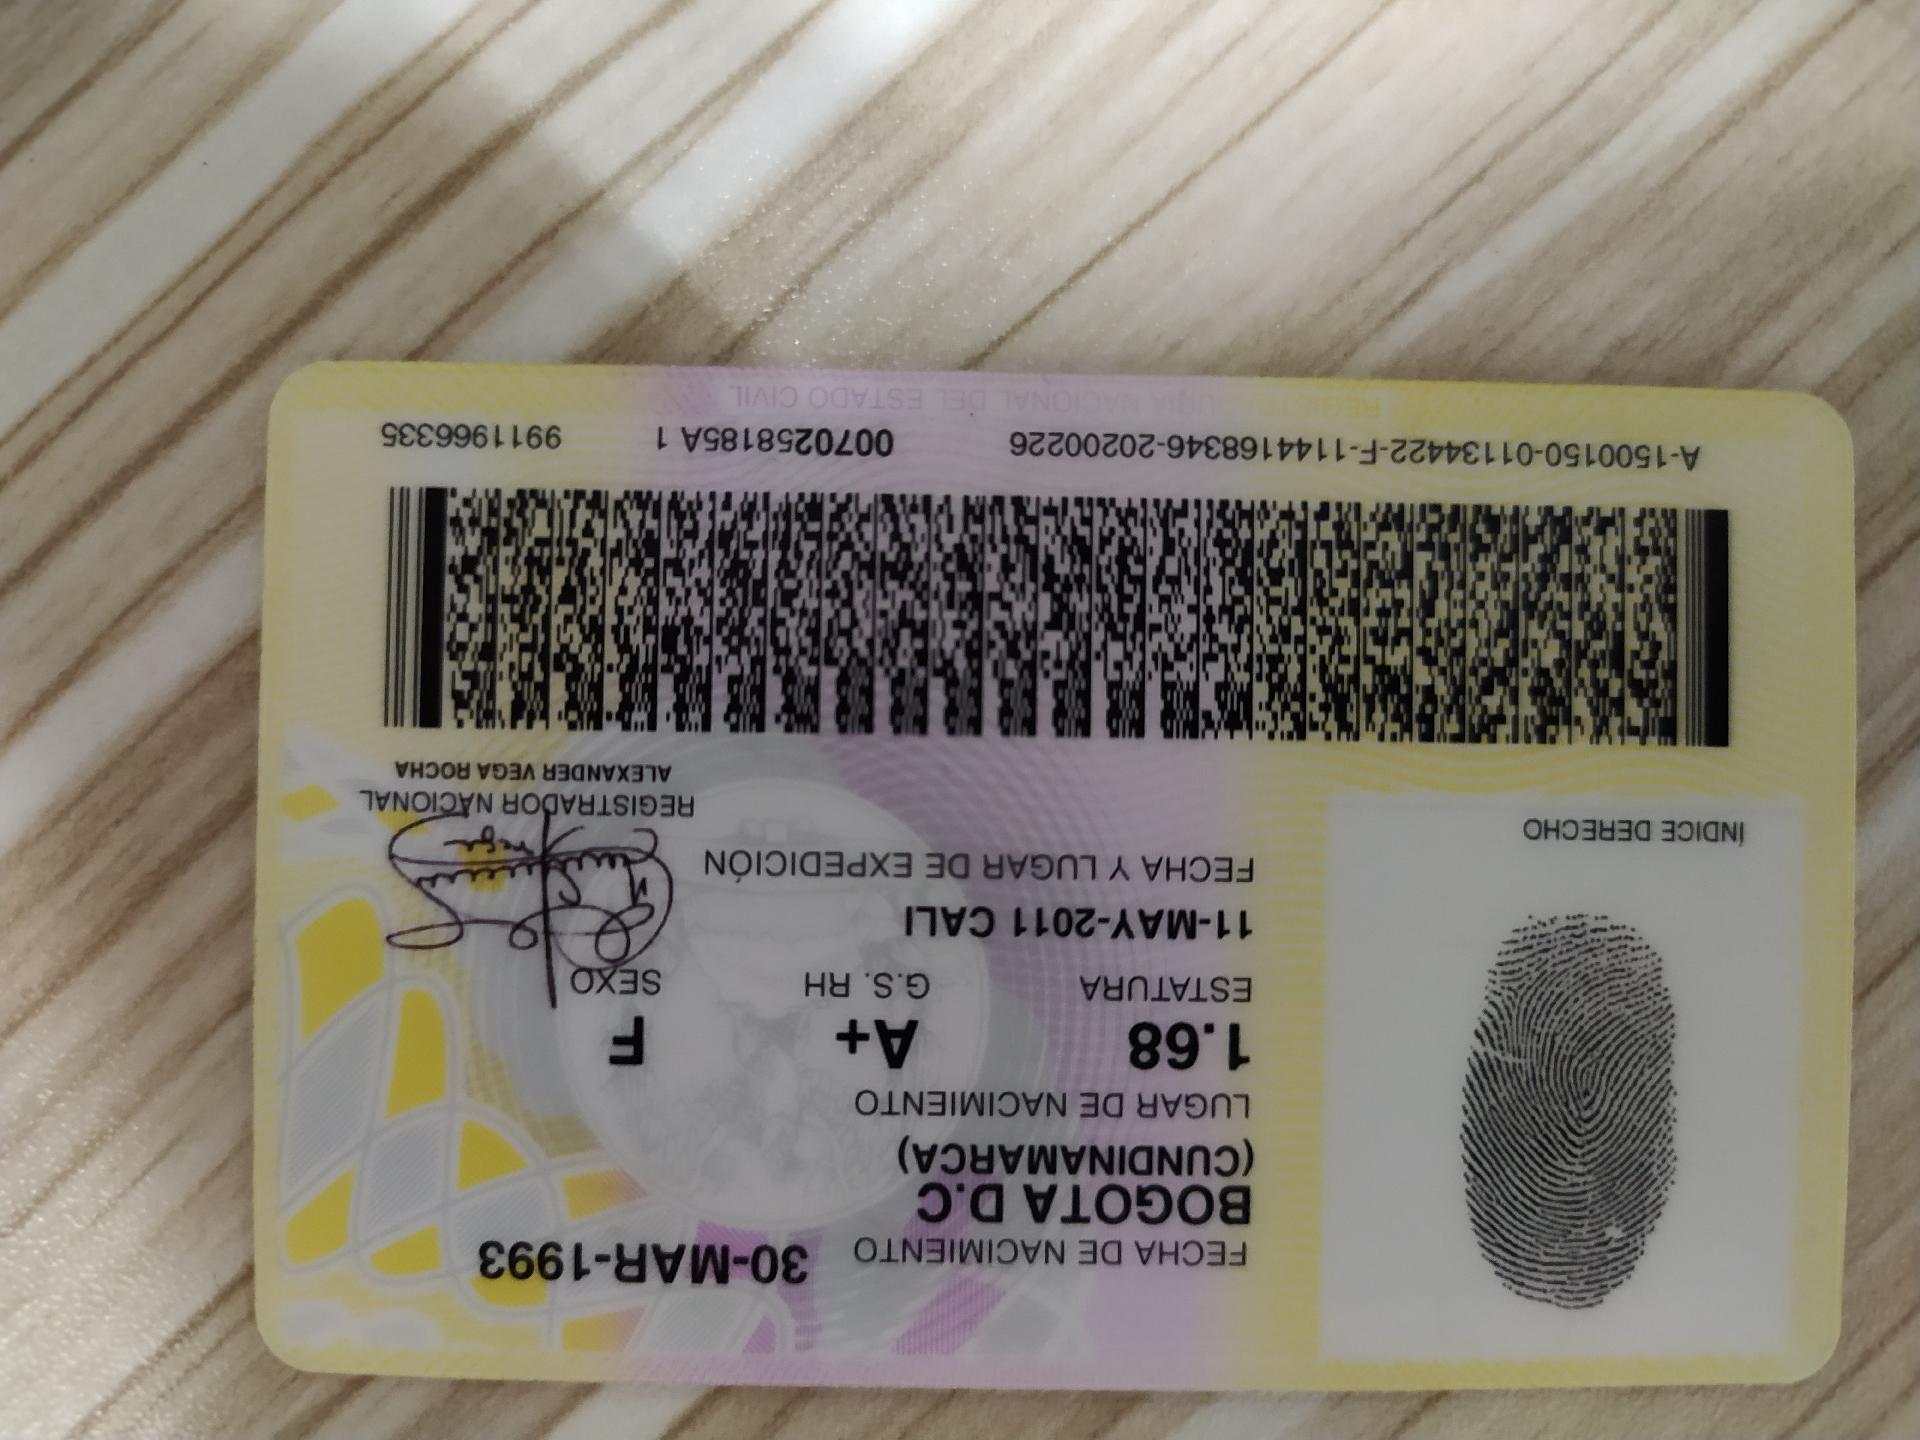 FECHA DE NACIMIENTO 30-MAR-1993
BOGOTA D.C
(CUNDINAMARCA)
LUGAR DE NACIMIENTO
1.68 A+ F
ESTATURA G.S. RH SEXO
11-MAY-2011 CALI
FECHA Y LUGAR DE EXPEDICIÓN
ÍNDICE DERECHO
REGISTRADOR NACIONAL
ALEXANDER VEGA ROCHA
A-1500150-01134422-F-1144168346-20200226 0070258185A 1 9911966335
REGISTRADURÍA NACIONAL DEL ESTADO CIVIL